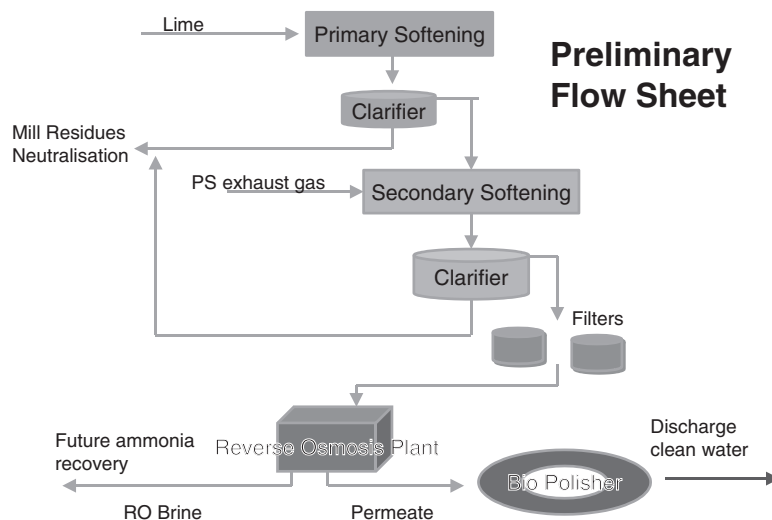 Lime
Primary Softening
Preliminary
Flow Sheet
Clarifier
Mill Residues
Neutralisation
PS exhaust gas
Secondary Softening
Clarifier
Filters
Reverse Osmosis Plant
Future ammonia
recovery
Discharge
clean water
Bio Polisher
RO Brine
Permeate